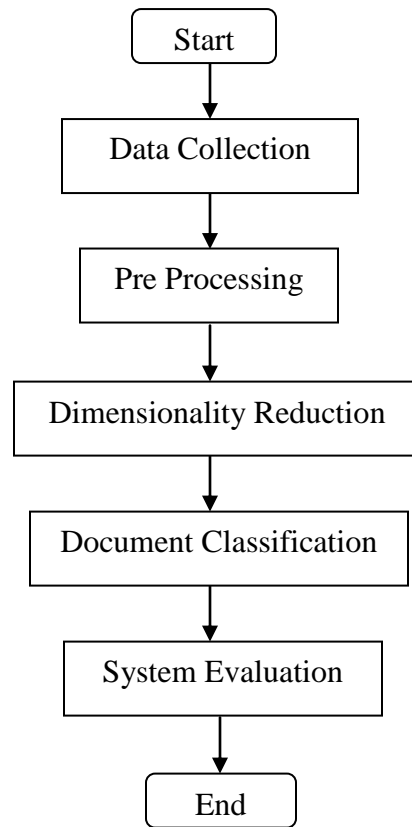 Start
Data Collection
Pre Processing
Dimensionality Reduction
Document Classification
System Evaluation
End